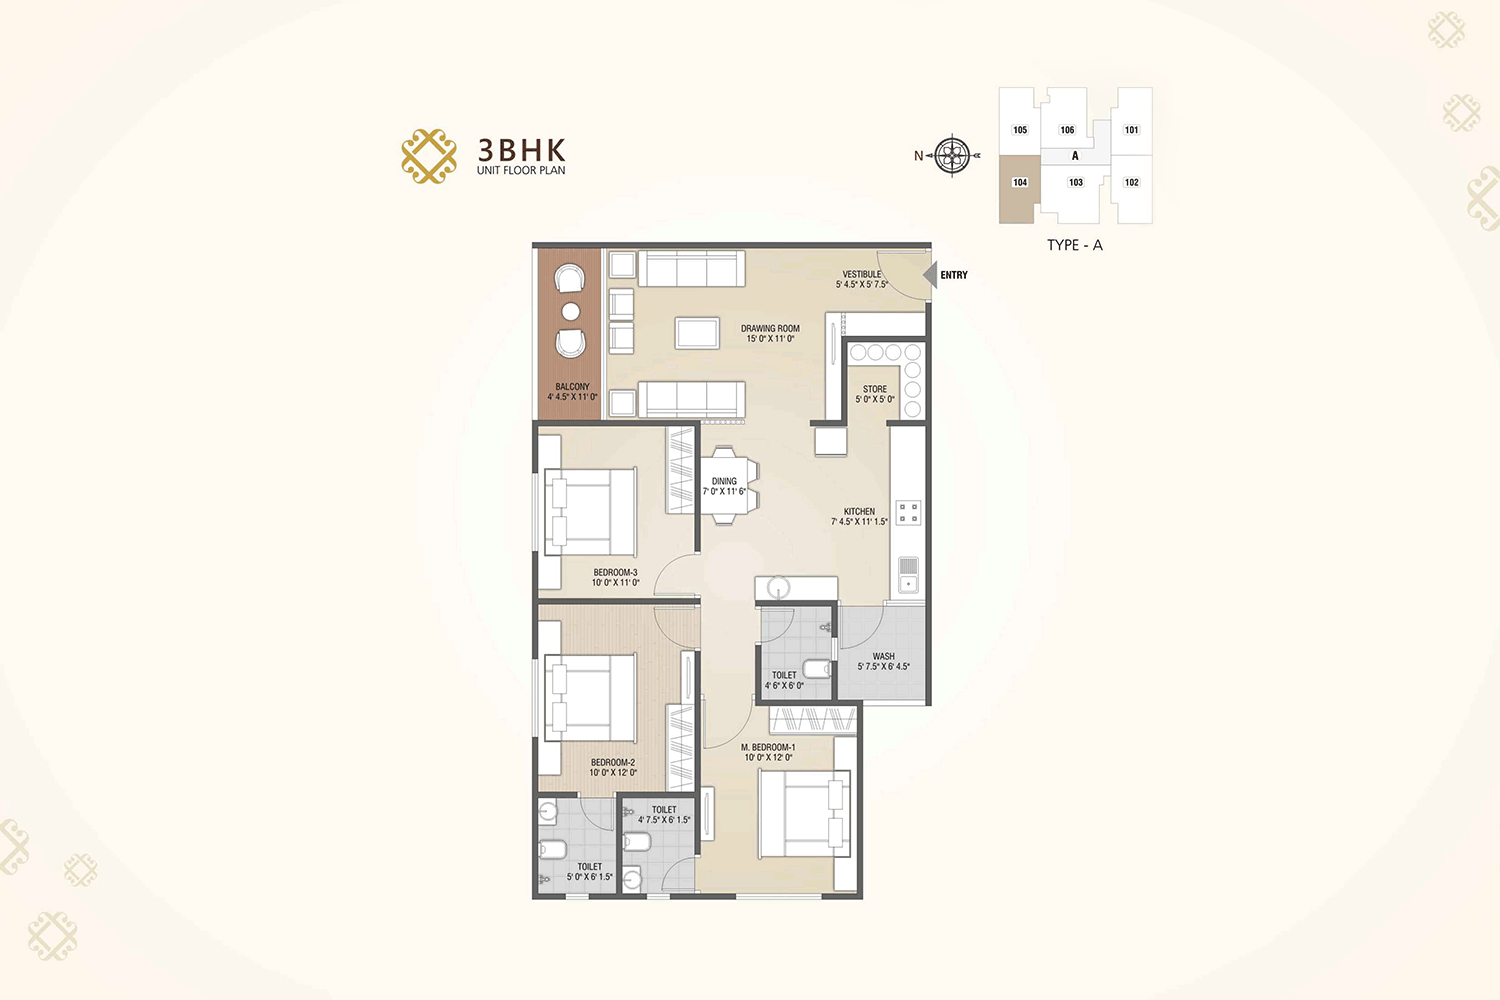 3BHK
UNIT FLOOR PLAN
N
105
106
101
A
104
103
102
TYPE - A
VESTIBULE
5' 4.5" X 5' 7.5"
ENTRY
DRAWING ROOM
15' 0" X 11' 0"
BALCONY
4' 4.5" X 11' 0"
STORE
5' 0" X 5' 0"
DINING
7' 0" X 11' 6"
KITCHEN
7' 4.5" X 11' 1.5"
BEDROOM-3
10' 0" X 11' 0"
WASH
5' 7.5" X 6' 4.5"
TOILET
4' 6" X 6' 0"
M. BEDROOM-1
10' 0" X 12' 0"
BEDROOM-2
10' 0" X 12' 0"
TOILET
4' 7.5" X 6' 1.5"
TOILET
5' 0" X 6' 1.5"